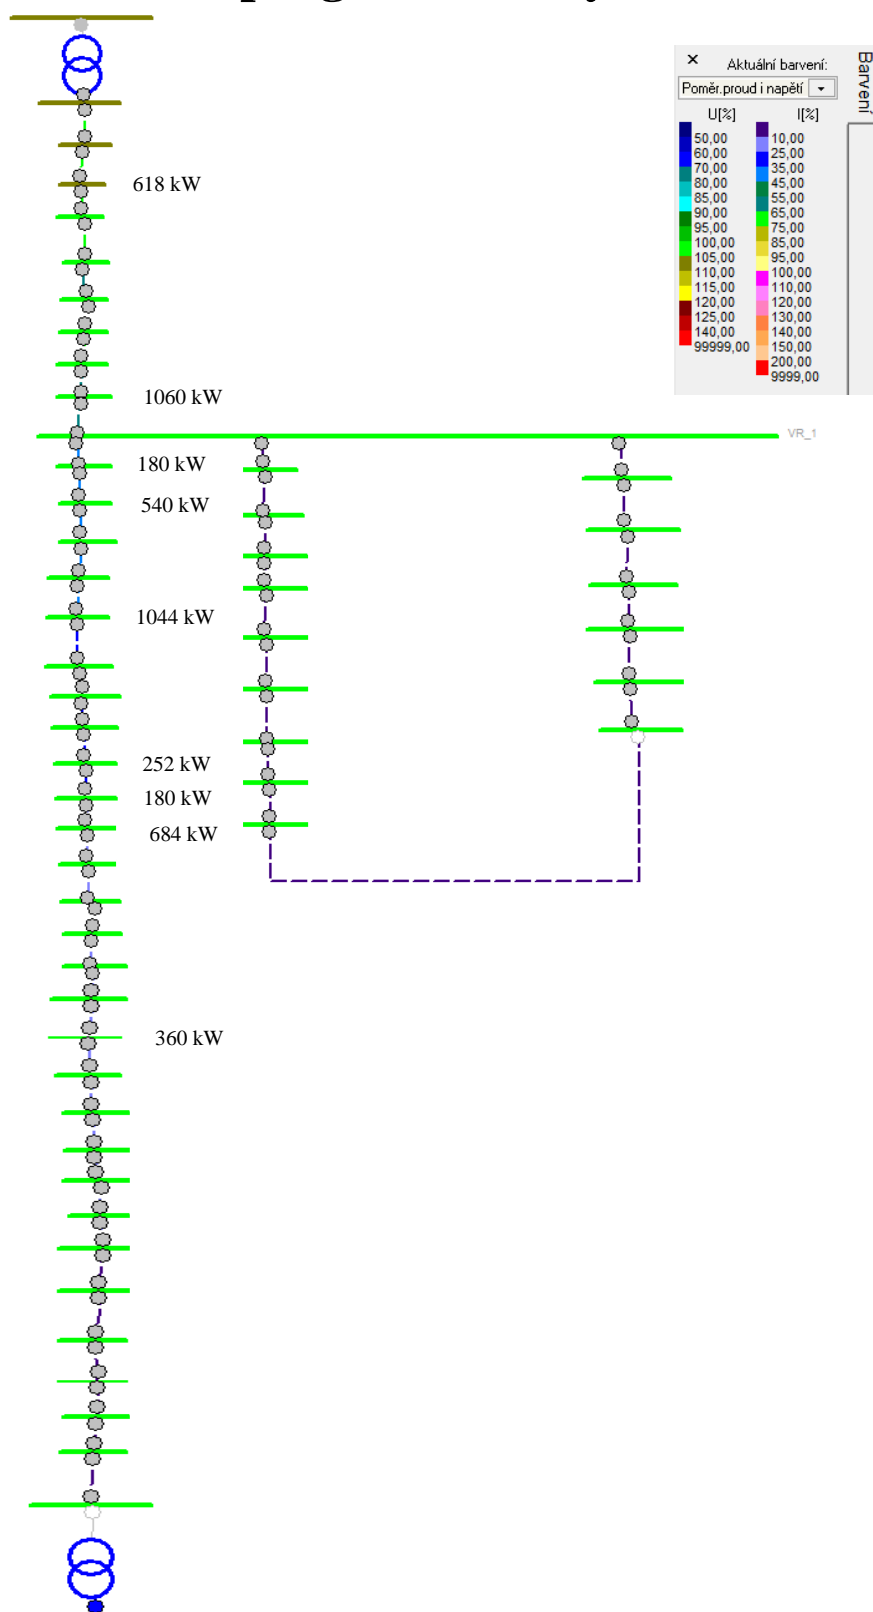 × Aktuální barvení:
Poměr.proud i napětí
Barvení
U[%] I[%]
50,00 10,00
60,00 25,00
70,00 35,00
80,00 45,00
85,00 55,00
90,00 65,00
95,00 75,00
100,00 85,00
105,00 95,00
110,00 100,00
115,00 110,00
120,00 120,00
125,00 130,00
140,00 140,00
99999,00 150,00
200,00
9999,00
618 kW
1060 kW
VR_1
180 kW
540 kW
1044 kW
252 kW
180 kW
684 kW
360 kW